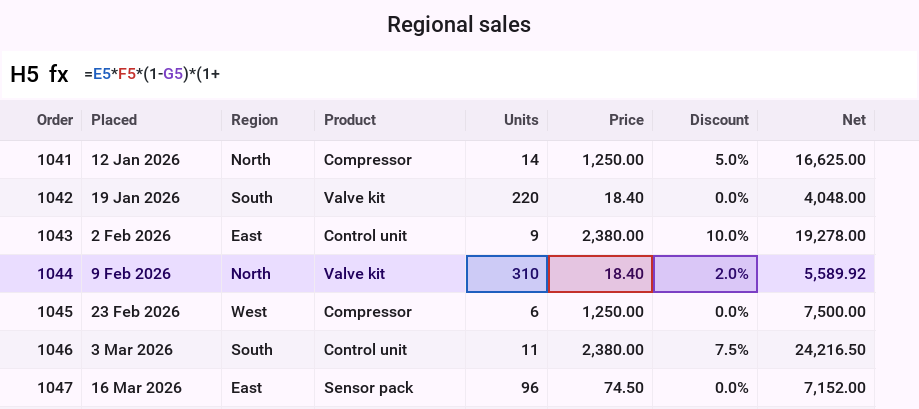 Regional sales
H5 fx =E5*F5*(1-G5)*(1+
Order Placed Region Product Units Price Discount Net
1041 12 Jan 2026 North Compressor 14 1,250.00 5.0% 16,625.00
1042 19 Jan 2026 South Valve kit 220 18.40 0.0% 4,048.00
1043 2 Feb 2026 East Control unit 9 2,380.00 10.0% 19,278.00
1044 9 Feb 2026 North Valve kit 310 18.40 2.0% 5,589.92
1045 23 Feb 2026 West Compressor 6 1,250.00 0.0% 7,500.00
1046 3 Mar 2026 South Control unit 11 2,380.00 7.5% 24,216.50
1047 16 Mar 2026 East Sensor pack 96 74.50 0.0% 7,152.00